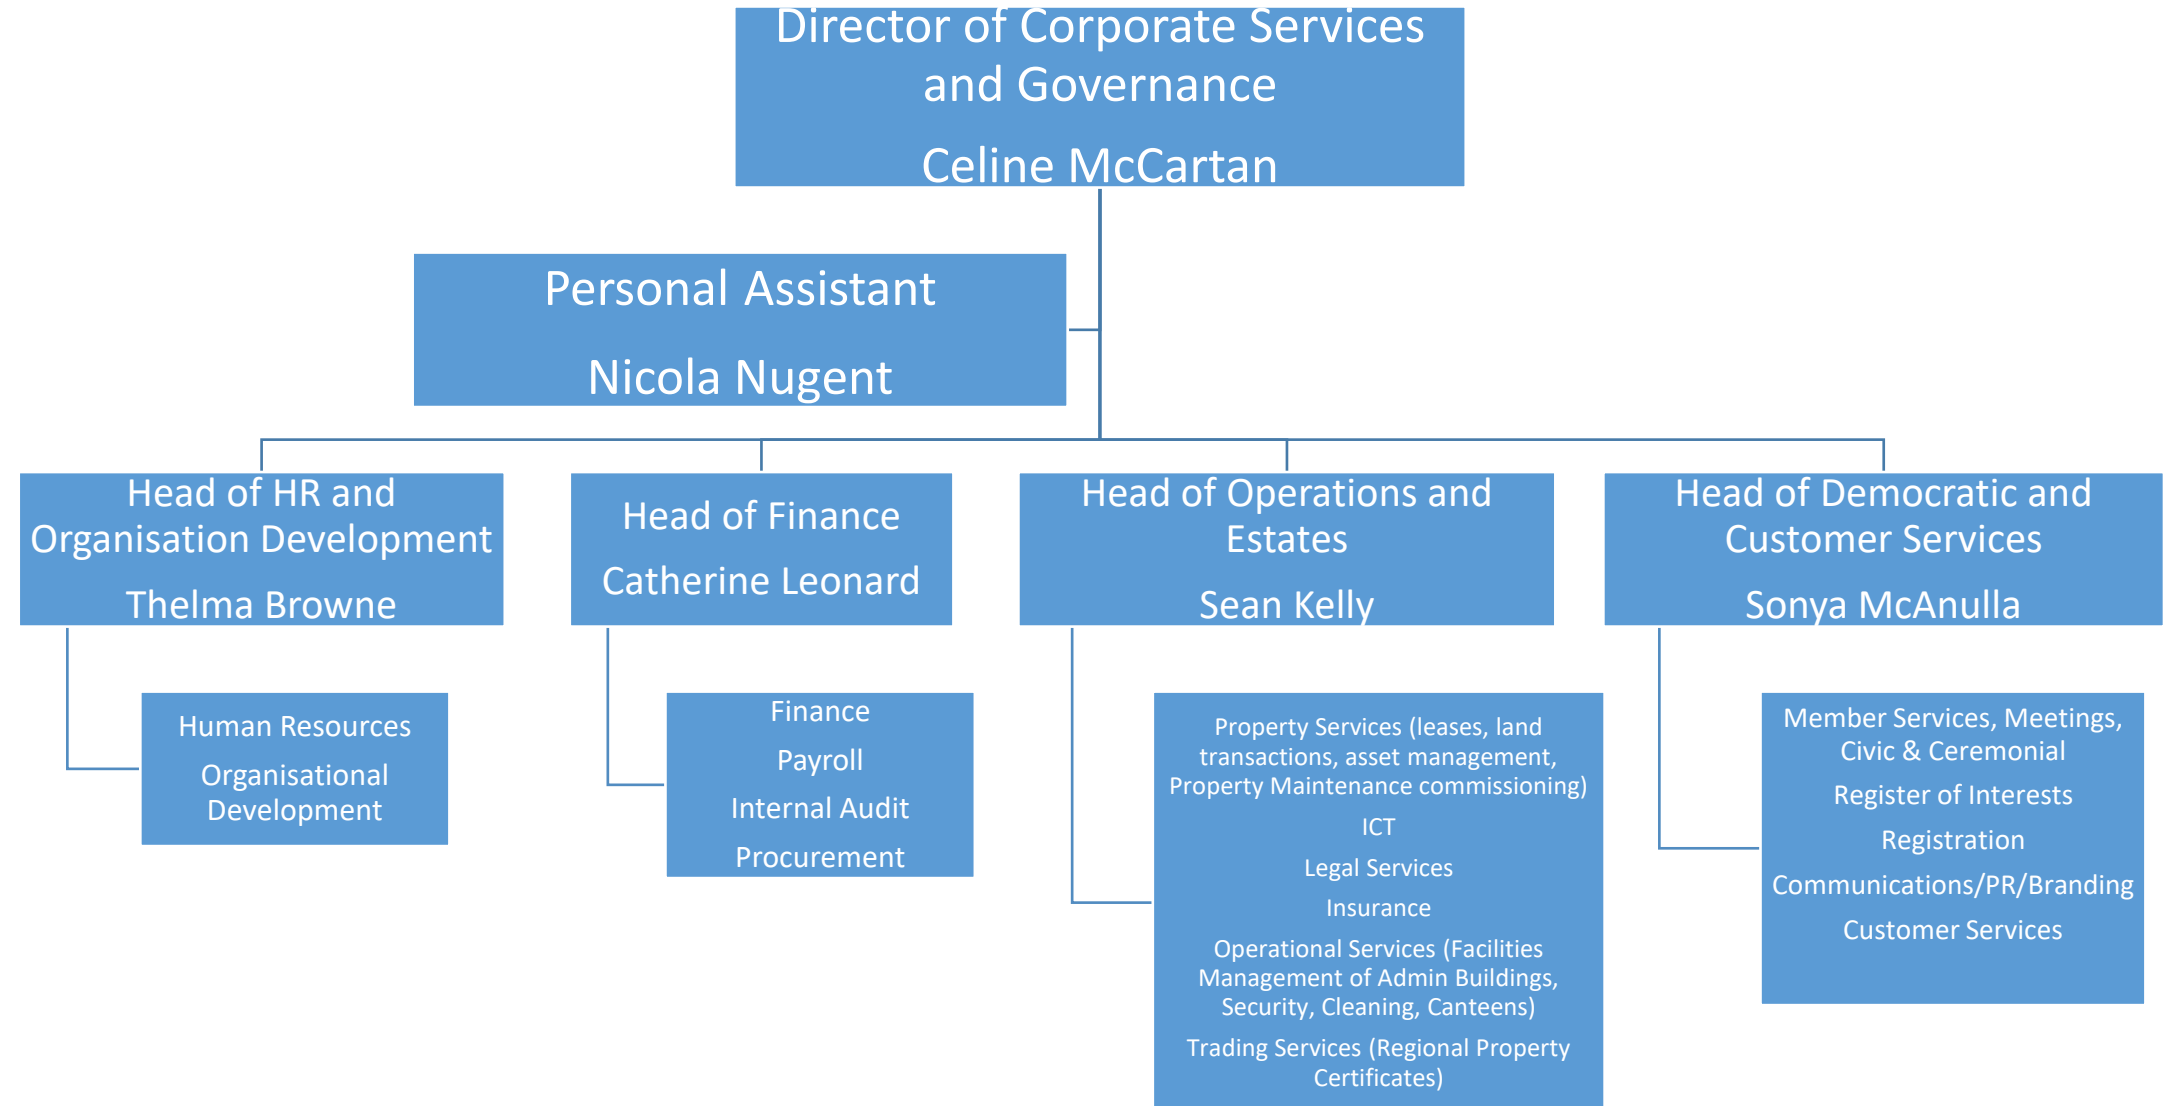 Director of Corporate Services
and Governance
Celine McCartan
Personal Assistant
Nicola Nugent
Head of HR and
Organisation Development
Thelma Browne
Head of Finance
Catherine Leonard
Head of Operations and
Estates
Sean Kelly
Head of Democratic and
Customer Services
Sonya McAnulla
Human Resources
Organisational
Development
Finance
Payroll
Internal Audit
Procurement
Property Services (leases, land
transactions, asset management,
Property Maintenance commissioning)
ICT
Legal Services
Insurance
Operational Services (Facilities
Management of Admin Buildings,
Security, Cleaning, Canteens)
Trading Services (Regional Property
Certificates)
Member Services, Meetings,
Civic & Ceremonial
Register of Interests
Registration
Communications/PR/Branding
Customer Services